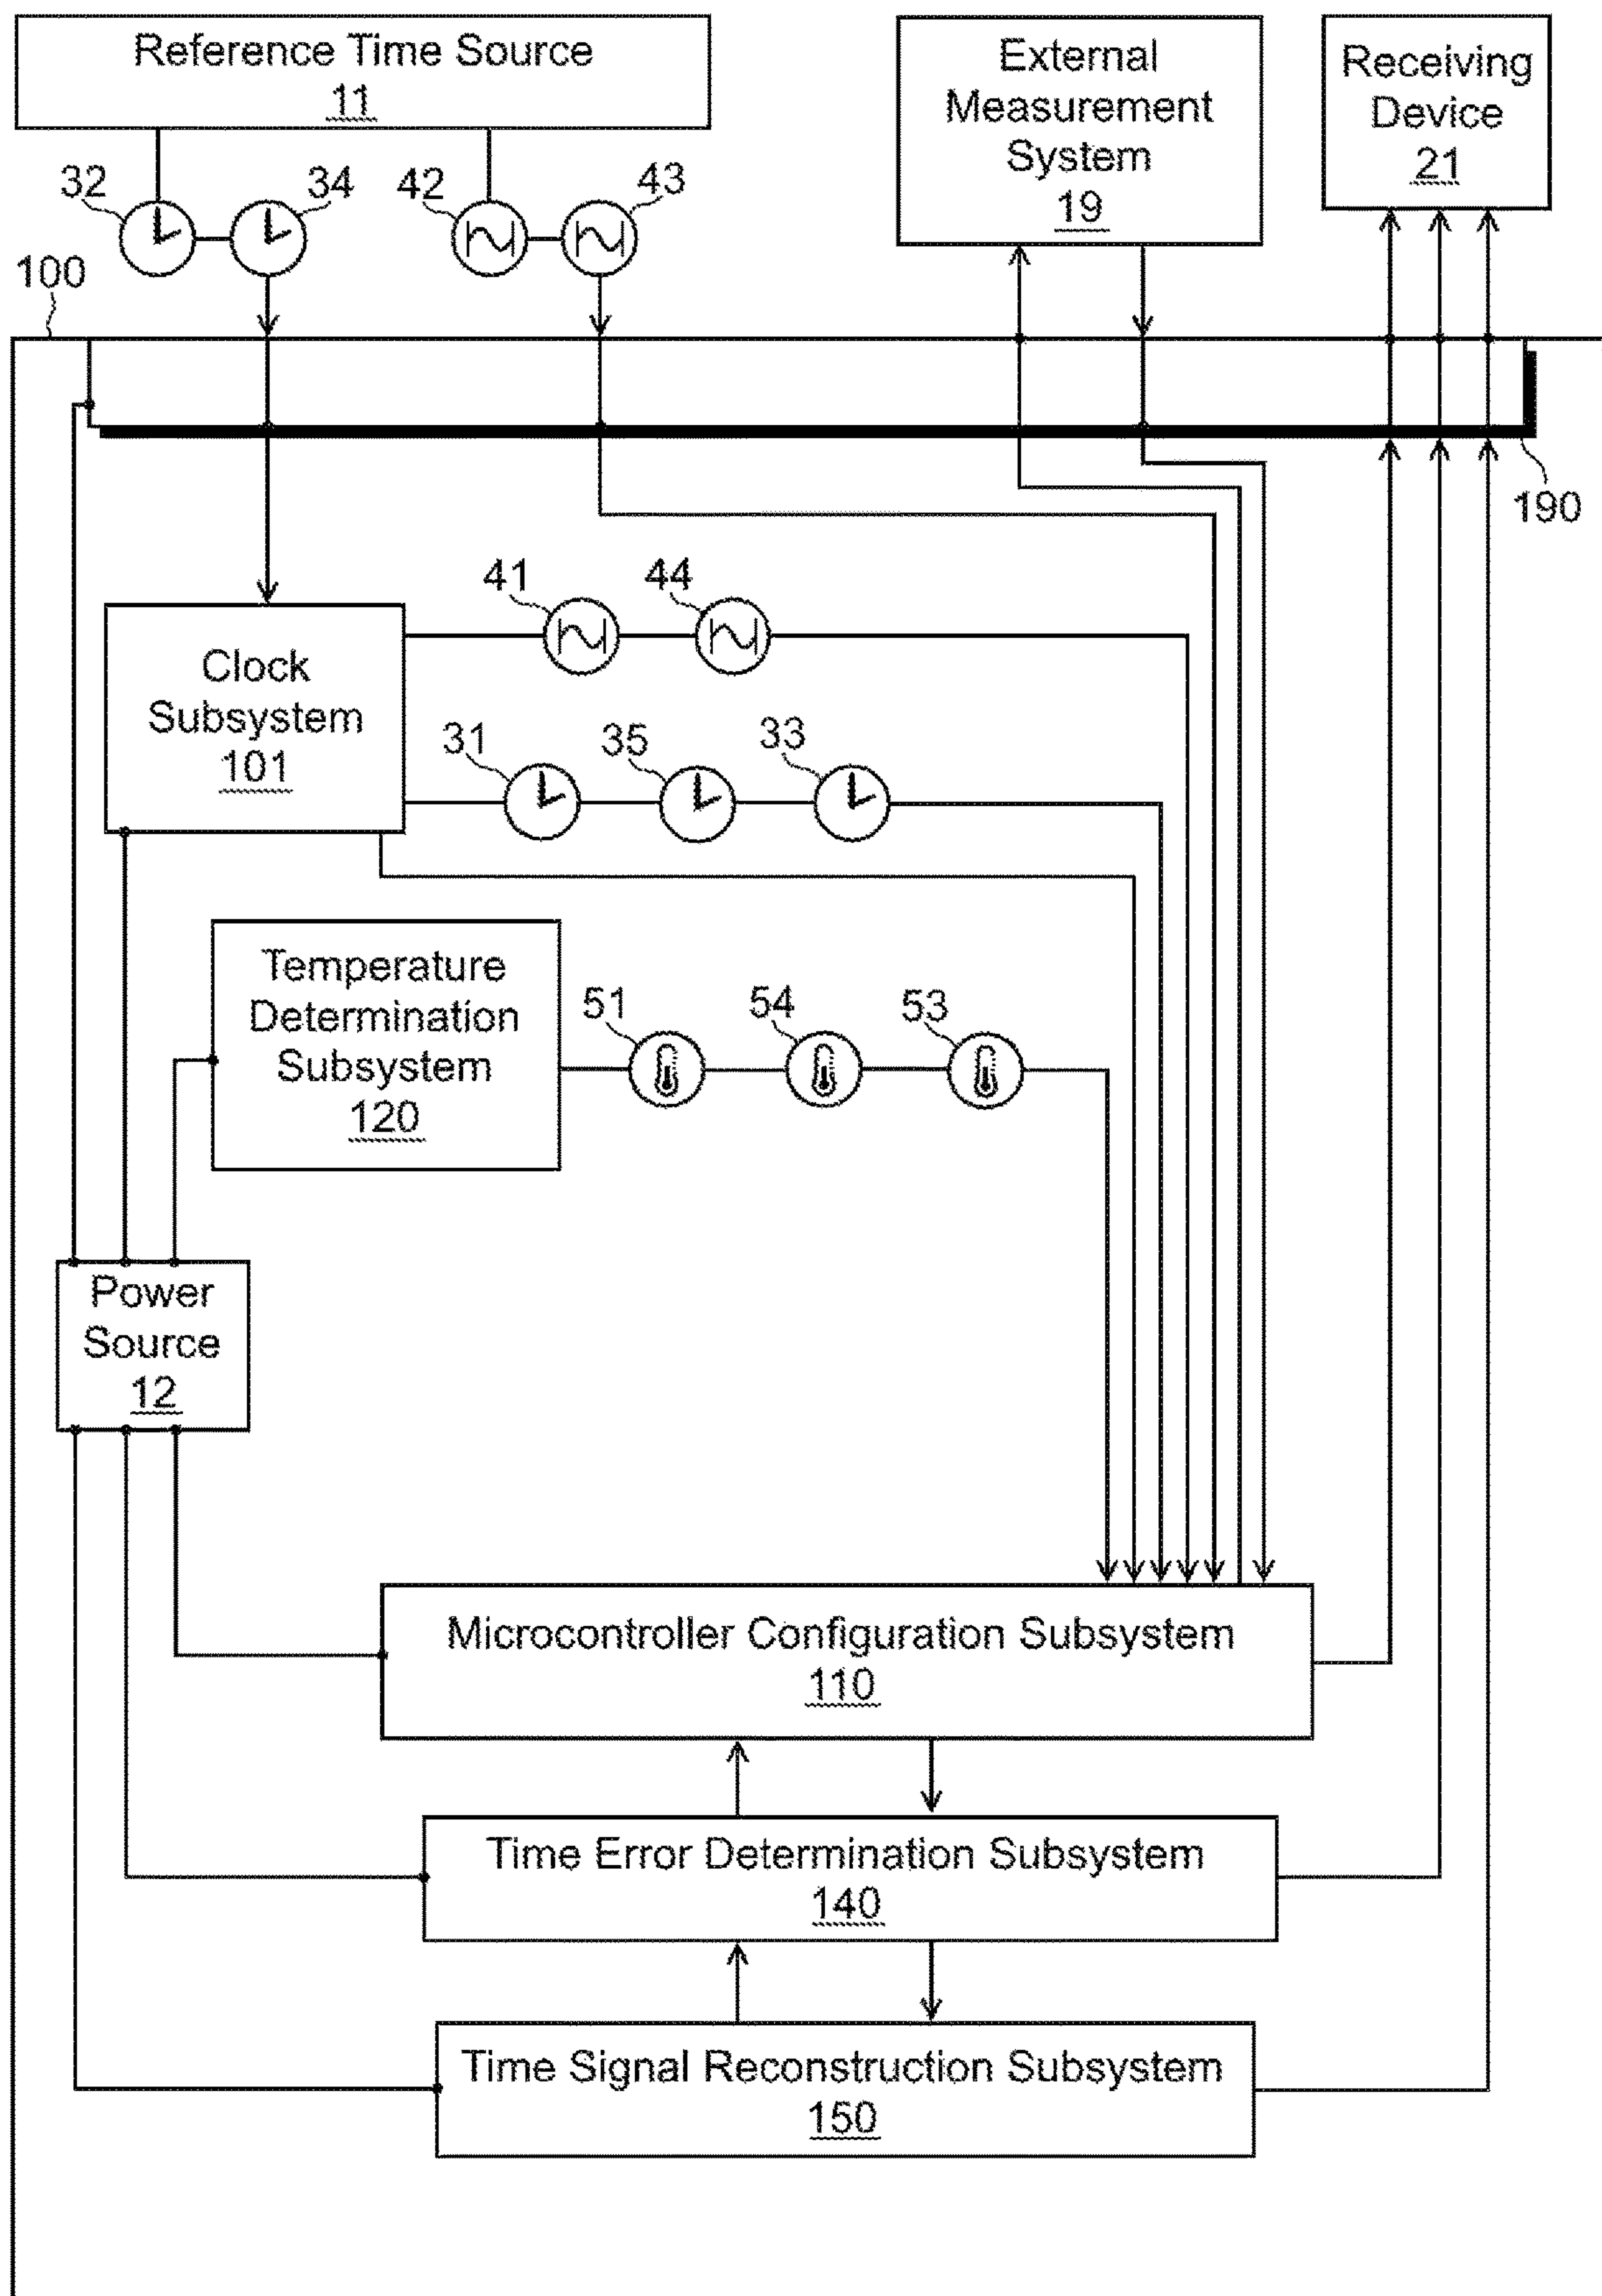 Reference Time Source
11
External
Measurement
System
19
Receiving
Device
21
32
34
42
43
100
190
41
44
Clock
Subsystem
101
31
35
33
Temperature
Determination
Subsystem
120
51
54
53
Power
Source
12
Microcontroller Configuration Subsystem
110
Time Error Determination Subsystem
140
Time Signal Reconstruction Subsystem
150